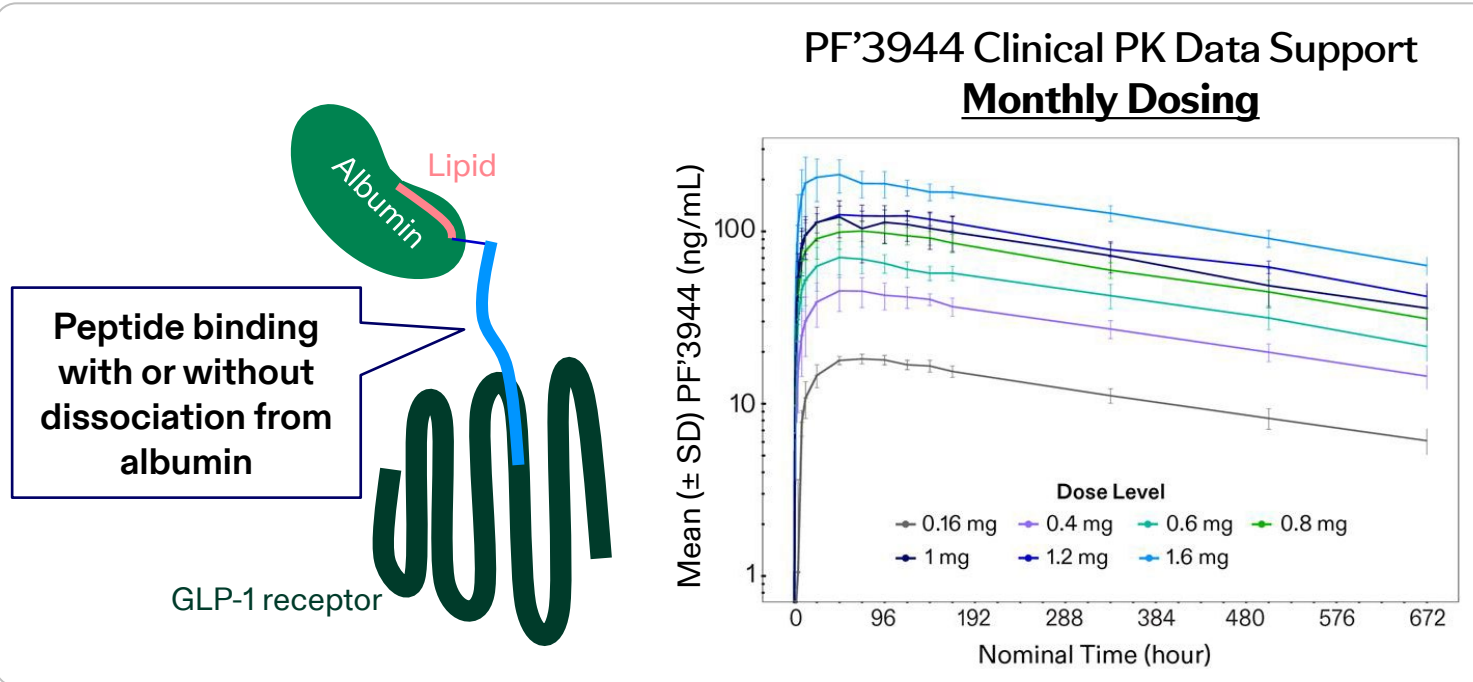 Albumin
Lipid
Peptide binding
with or without
dissociation from
albumin
GLP-1 receptor
PF’3944 Clinical PK Data Support
Monthly Dosing
Mean (± SD) PF’3944 (ng/mL)
100
10
1
Dose Level
0.16 mg 0.4 mg 0.6 mg 0.8 mg
1 mg 1.2 mg 1.6 mg
0 96 192 288 384 480 576 672
Nominal Time (hour)